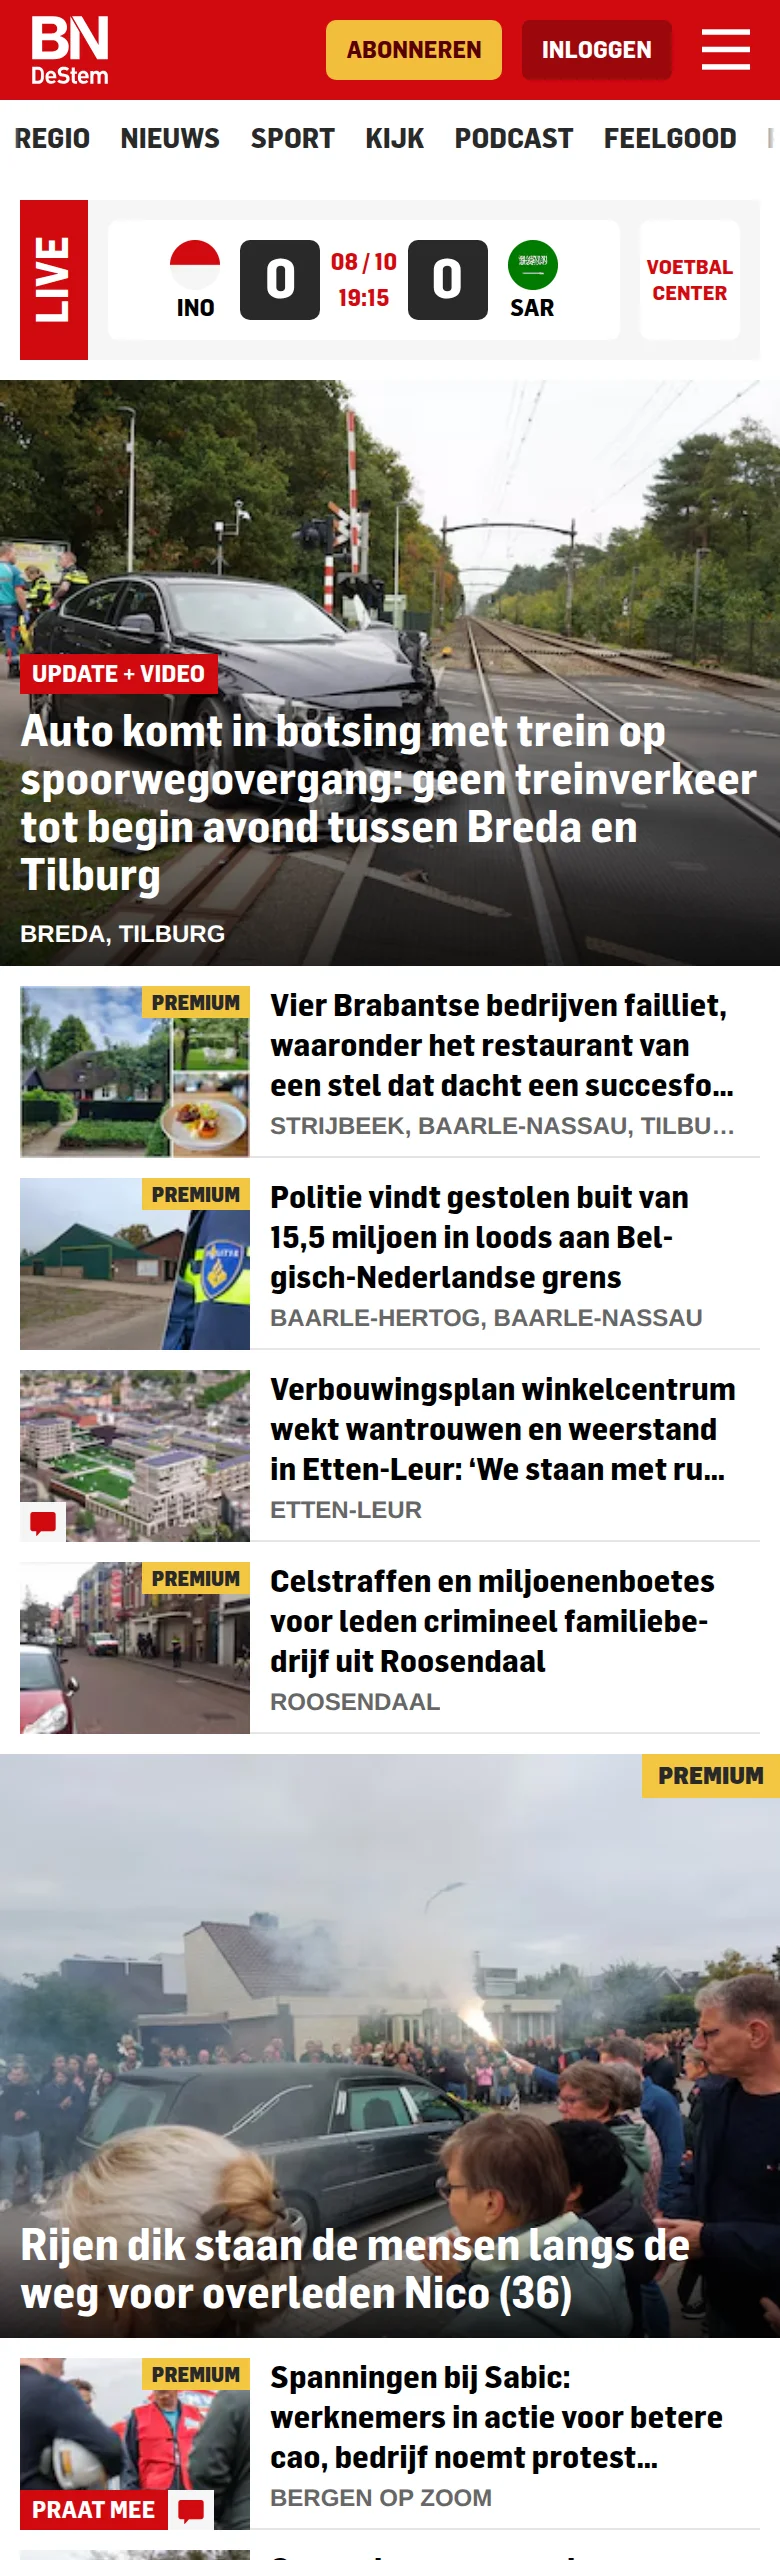 BN
DeStem
ABONNEREN
INLOGGEN
REGIO NIEUWS SPORT KIJK PODCAST FEELGOOD
LIVE
INO
0
08 / 10
19:15
0
SAR
VOETBAL
CENTER
UPDATE + VIDEO
Auto komt in botsing met trein op
spoorwegovergang: geen treinverkeer
tot begin avond tussen Breda en
Tilburg
BREDA, TILBURG
PREMIUM
Vier Brabantse bedrijven failliet,
waaronder het restaurant van
een stel dat dacht een succesfo...
STRIJBEEK, BAARLE-NASSAU, TILBU...
PREMIUM
Politie vindt gestolen buit van
15,5 miljoen in loods aan Bel-
gisch-Nederlandse grens
BAARLE-HERTOG, BAARLE-NASSAU
Verbouwingsplan winkelcentrum
wekt wantrouwen en weerstand
in Etten-Leur: ‘We staan met ru...
ETTEN-LEUR
PREMIUM
Celstraffen en miljoenenboetes
voor leden crimineel familiebe-
drijf uit Roosendaal
ROOSENDAAL
PREMIUM
Rijen dik staan de mensen langs de
weg voor overleden Nico (36)
PREMIUM
Spanningen bij Sabic:
werknemers in actie voor betere
cao, bedrijf noemt protest...
BERGEN OP ZOOM
PRAAT MEE